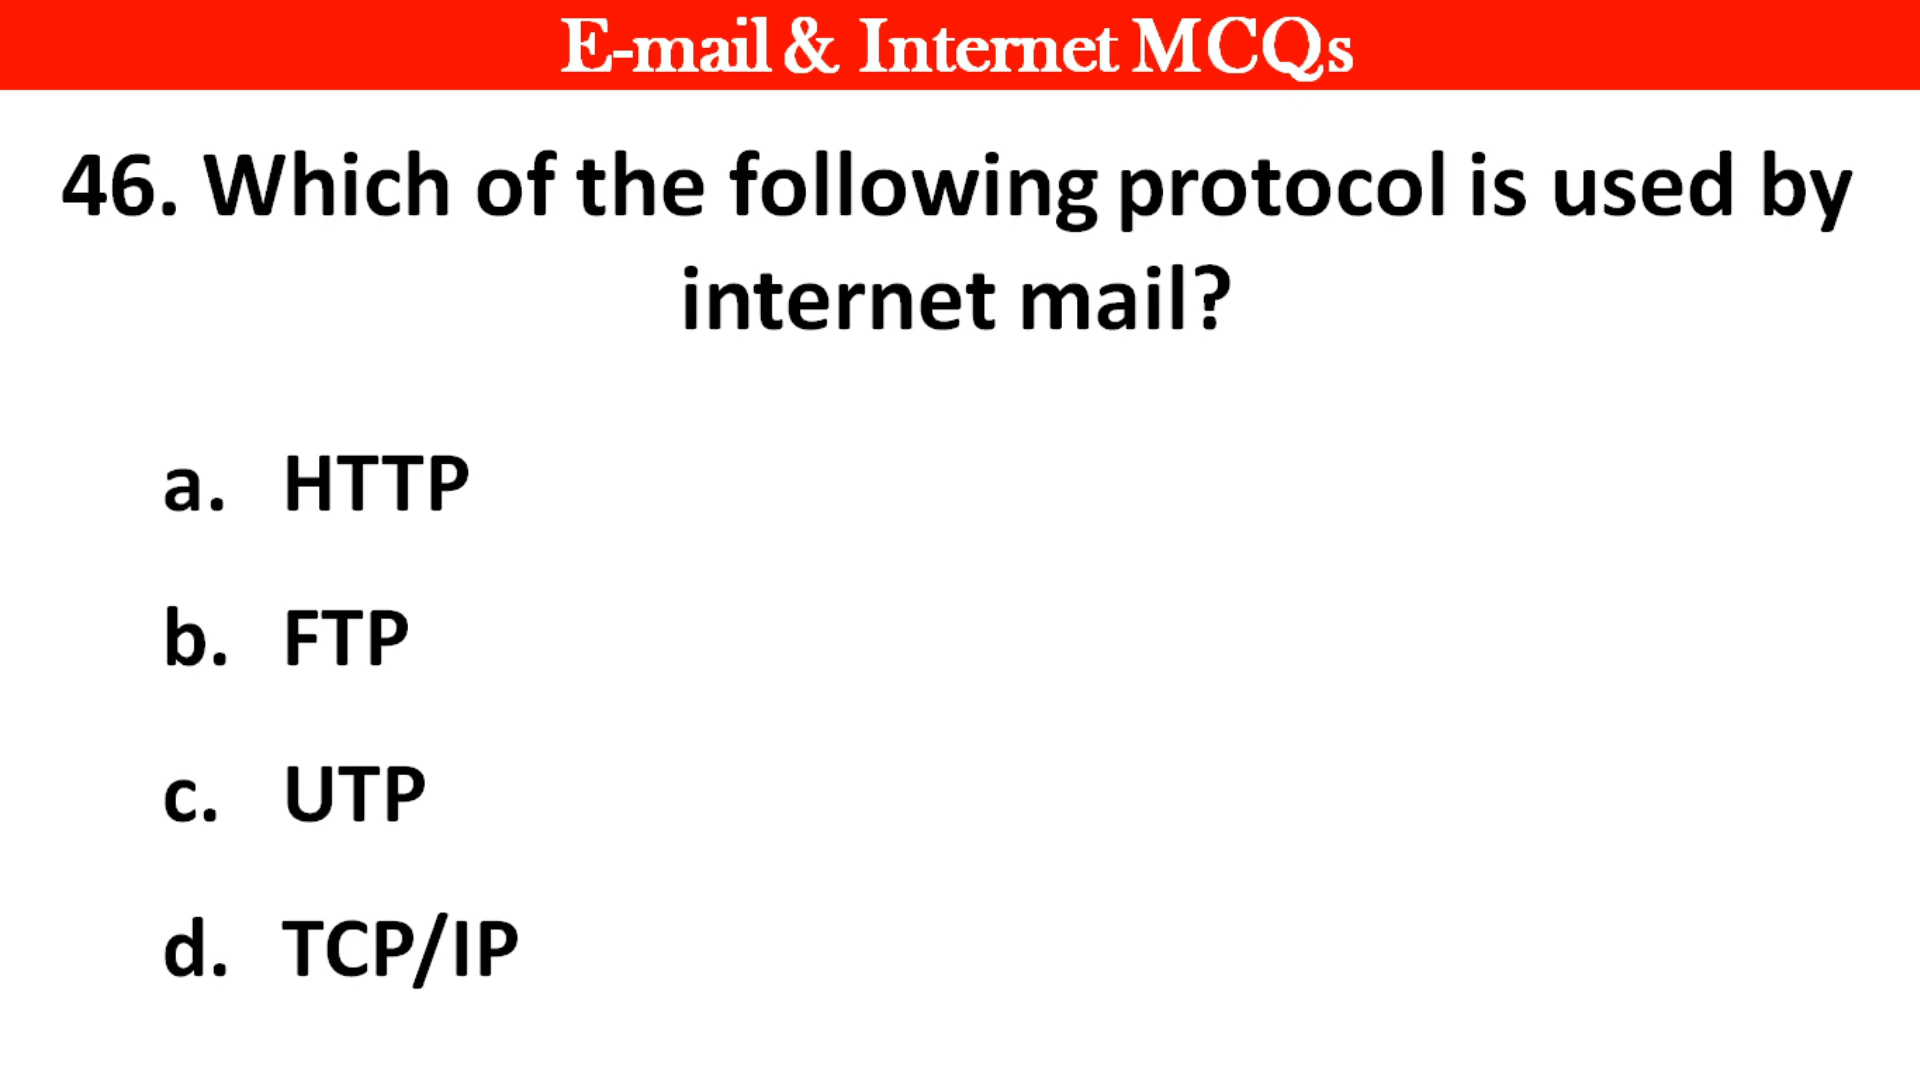 E-mail & Internet MCQs
46. Which of the following protocol is used by
internet mail?
a. HTTP
b. FTP
c. UTP
d. TCP/IP